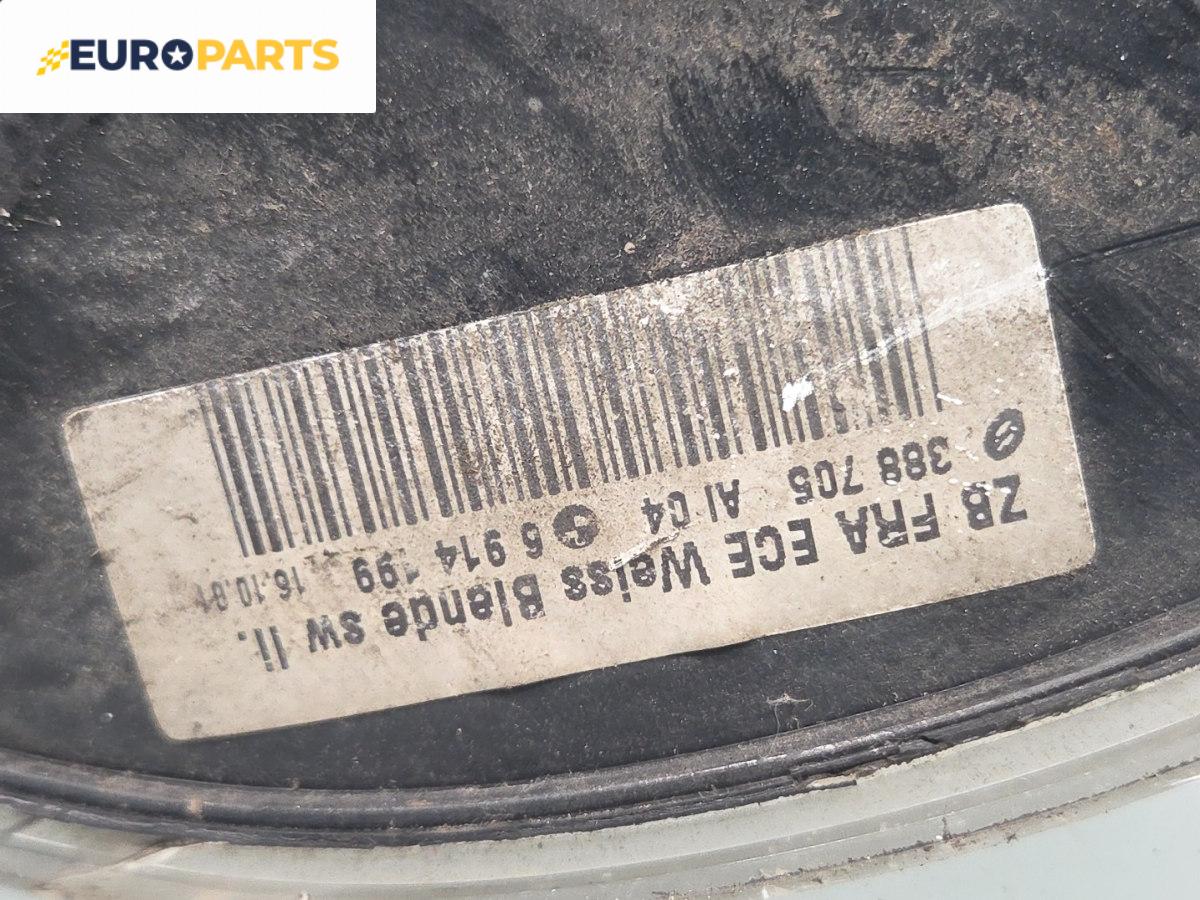 EUROPARTS
388 705 AI 04 6 914 199 16.10.01
ZB FRA ECE Weiss Blende sw li.